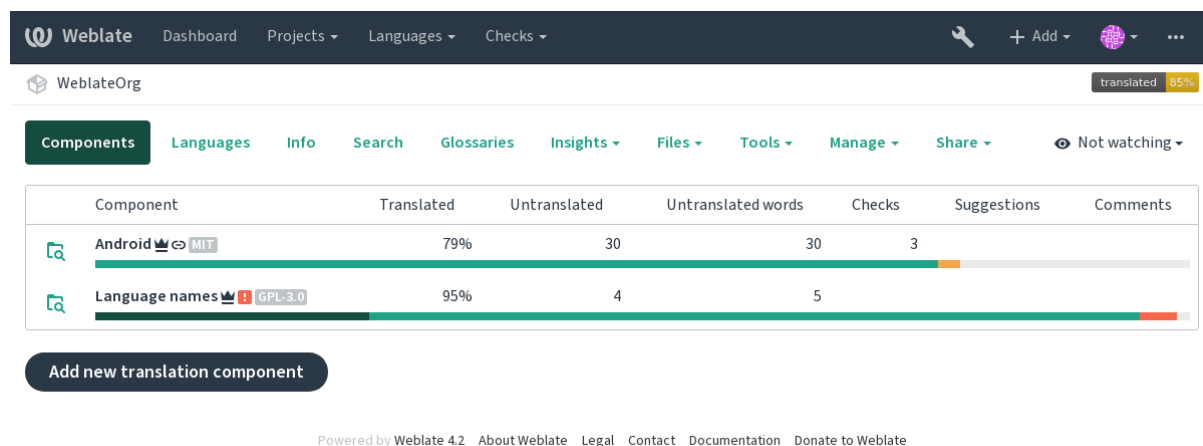 Weblate Dashboard Projects Languages Checks + Add
WeblateOrg translated 85%
Components Languages Info Search Glossaries Insights Files Tools Manage Share Not watching
Component Translated Untranslated Untranslated words Checks Suggestions Comments
Android MIT 79% 30 30 3
Language names GPL-3.0 95% 4 5
Add new translation component
Powered by Weblate 4.2 About Weblate Legal Contact Documentation Donate to Weblate